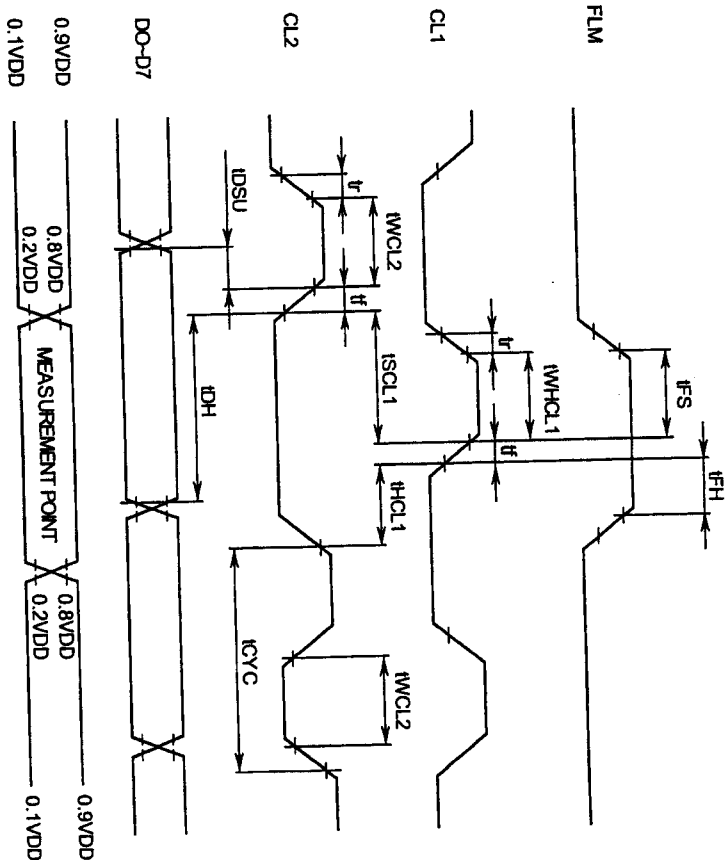 FLM
tFS
tFH
CL1
tr
tWHCL1
tf
tSCL1
tHCL1
CL2
tr
tWCL2
tf
tWCL2
tCYC
tDSU
tDH
DO~D7
0.9VDD
0.8VDD
0.8VDD
0.9VDD
MEASUREMENT POINT
0.1VDD
0.2VDD
0.2VDD
0.1VDD